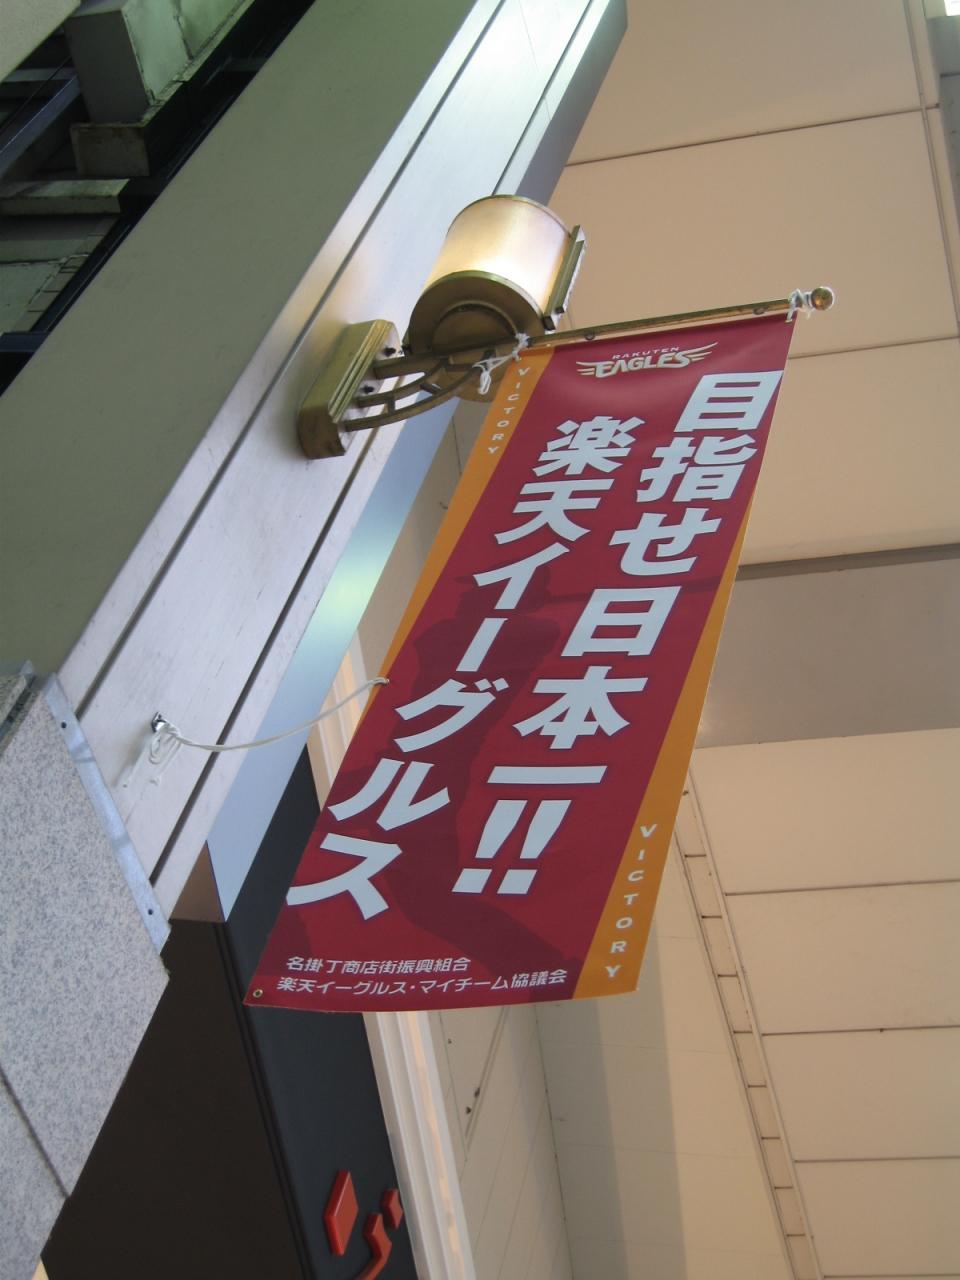 RAKUTEN
EAGLES
VICTORY
目指せ日本一!!
楽天イーグルス
VICTORY
名掛丁商店街振興組合
楽天イーグルス・マイチーム協議会